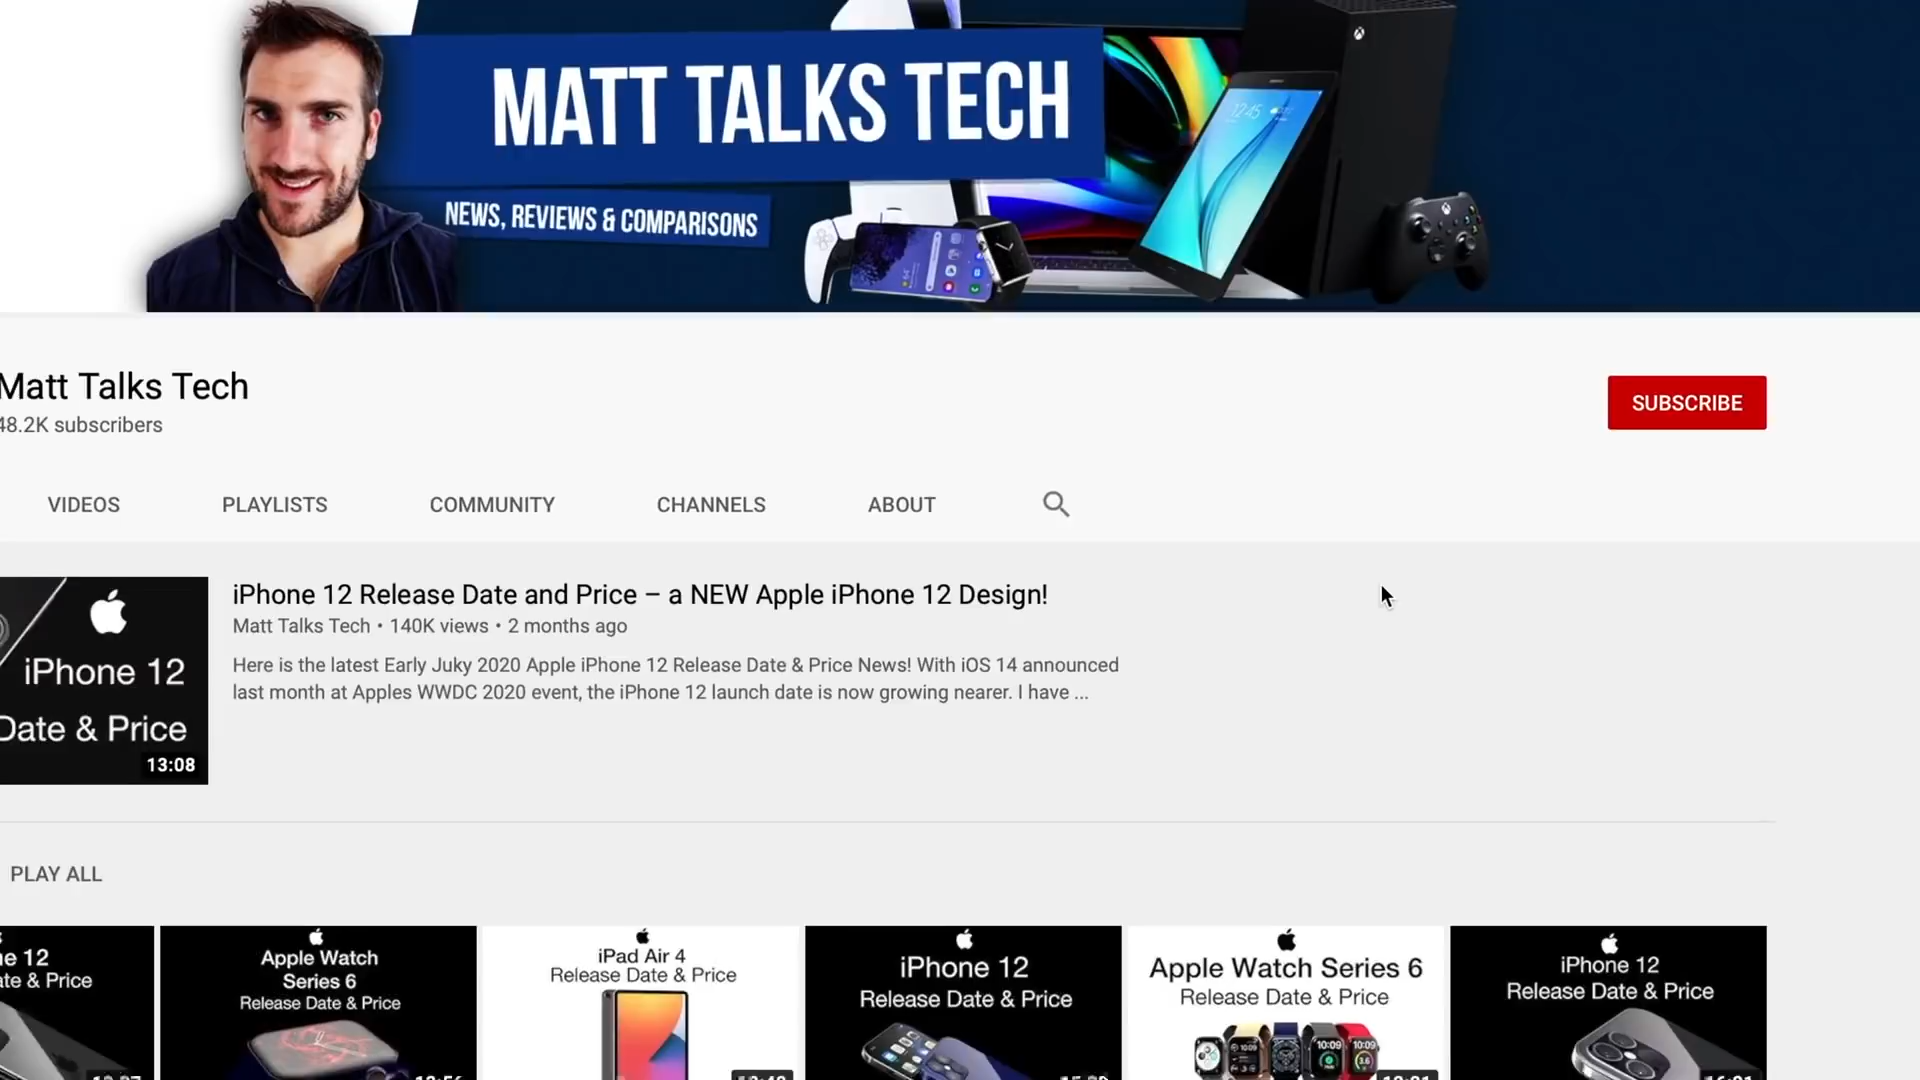 MATT TALKS TECH
NEWS, REVIEWS & COMPARISONS
12:45
Matt Talks Tech
48.2K subscribers
SUBSCRIBE
VIDEOS PLAYLISTS COMMUNITY CHANNELS ABOUT
iPhone 12
Date & Price
13:08
iPhone 12 Release Date and Price – a NEW Apple iPhone 12 Design!
Matt Talks Tech • 140K views • 2 months ago
Here is the latest Early Juky 2020 Apple iPhone 12 Release Date & Price News! With iOS 14 announced
last month at Apples WWDC 2020 event, the iPhone 12 launch date is now growing nearer. I have ...
PLAY ALL
ne 12
ate & Price
Apple Watch
Series 6
Release Date & Price
iPad Air 4
Release Date & Price
iPhone 12
Release Date & Price
Apple Watch Series 6
Release Date & Price
10:09
10:09
iPhone 12
Release Date & Price